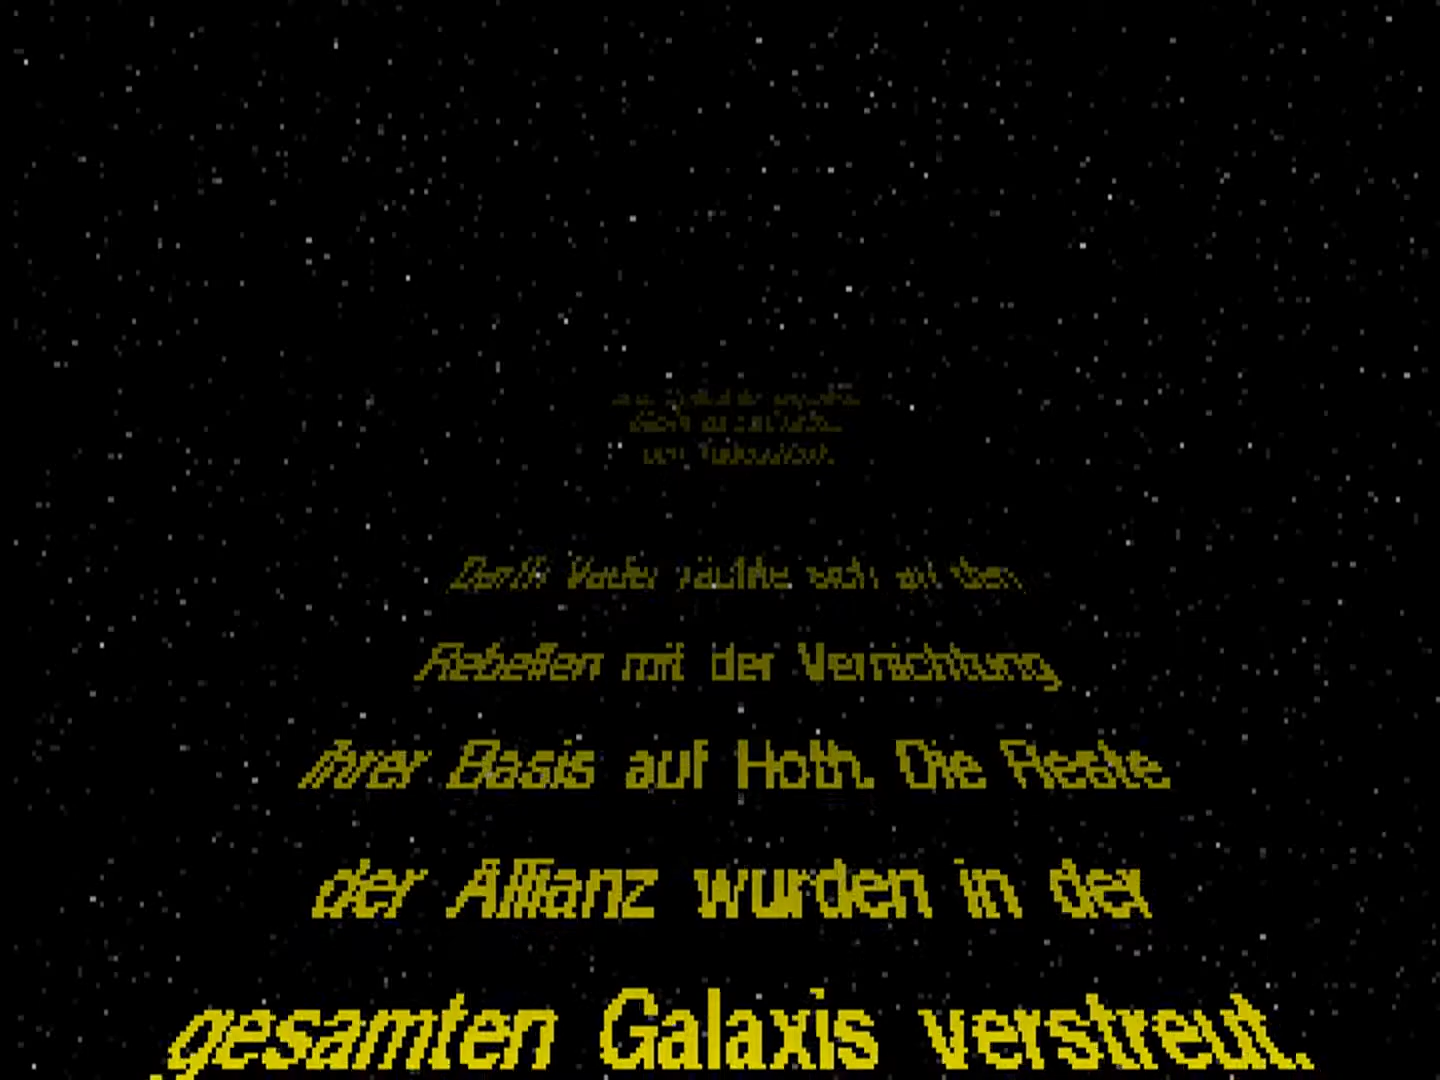 Darth Vader rächte sich an den
Rebellen mit der Vernichtung
ihrer Basis auf Hoth. Die Reste
der Allianz wurden in der
gesamten Galaxis verstreut.